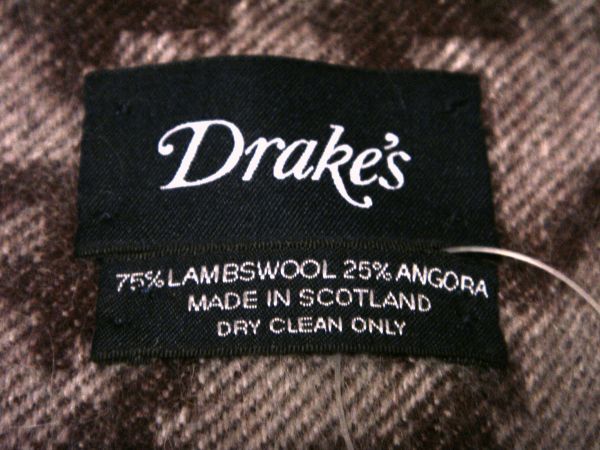 Drake's
75% LAMBSWOOL 25% ANGORA
MADE IN SCOTLAND
DRY CLEAN ONLY